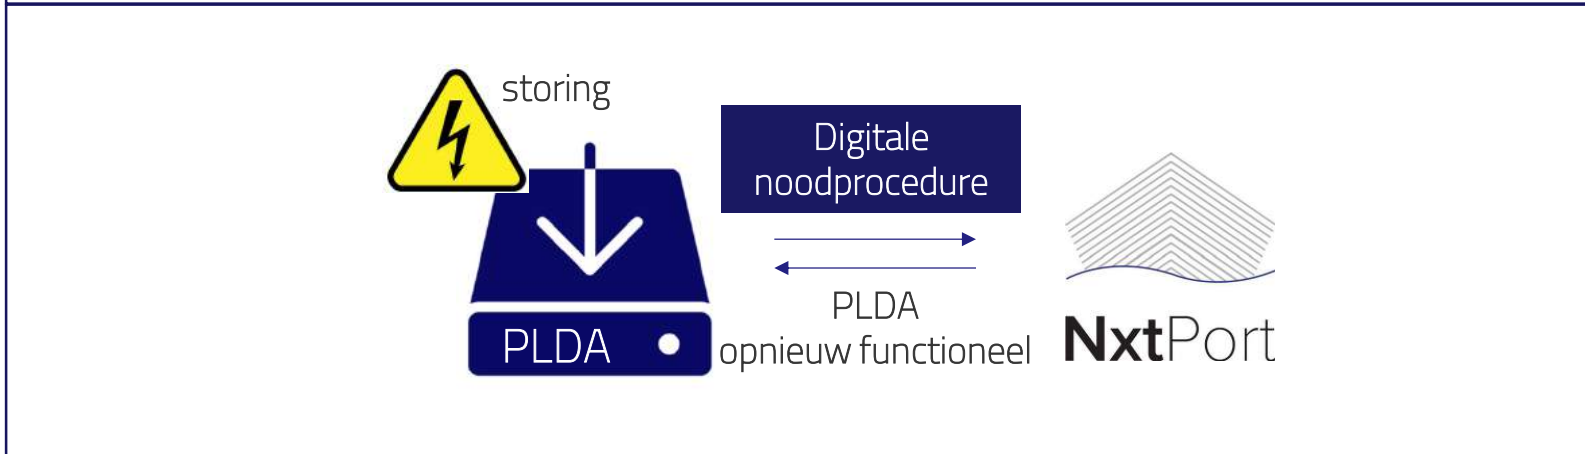 storing
Digitale
noodprocedure
PLDA
opnieuw functioneel
PLDA
NxtPort